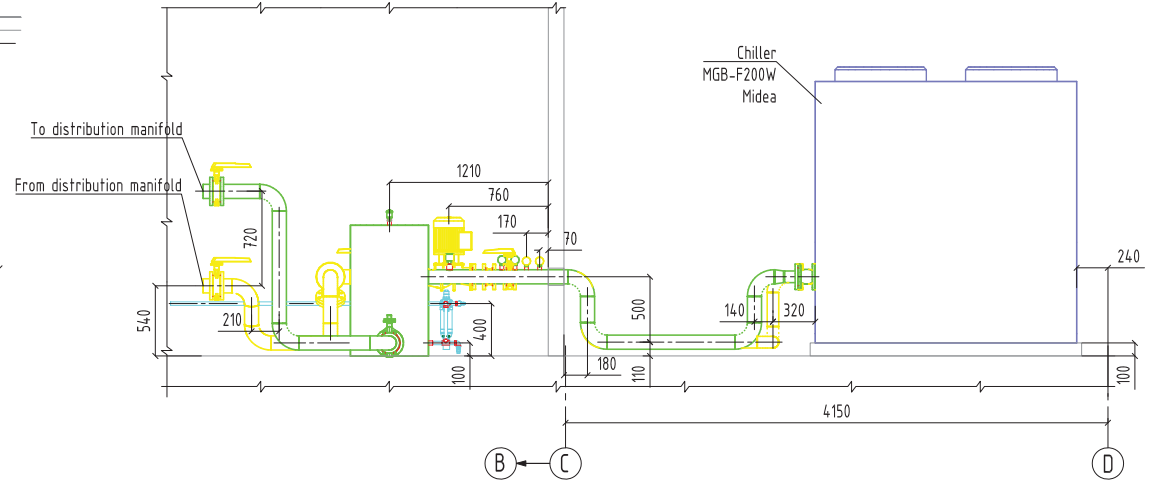 Chiller
MGB-F200W
Midea
To distribution manifold
From distribution manifold
1210
760
170
70
720
540
210
400
100
500
110
180
140
320
240
100
4150
B
C
D